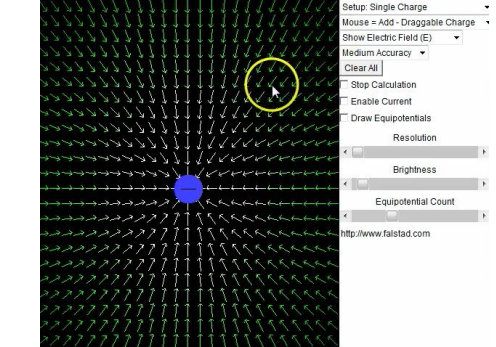 Setup: Single Charge
Mouse = Add - Draggable Charge
Show Electric Field (E)
Medium Accuracy
Clear All
Stop Calculation
Enable Current
Draw Equipotentials
Resolution
Brightness
Equipotential Count
http://www.falstad.com